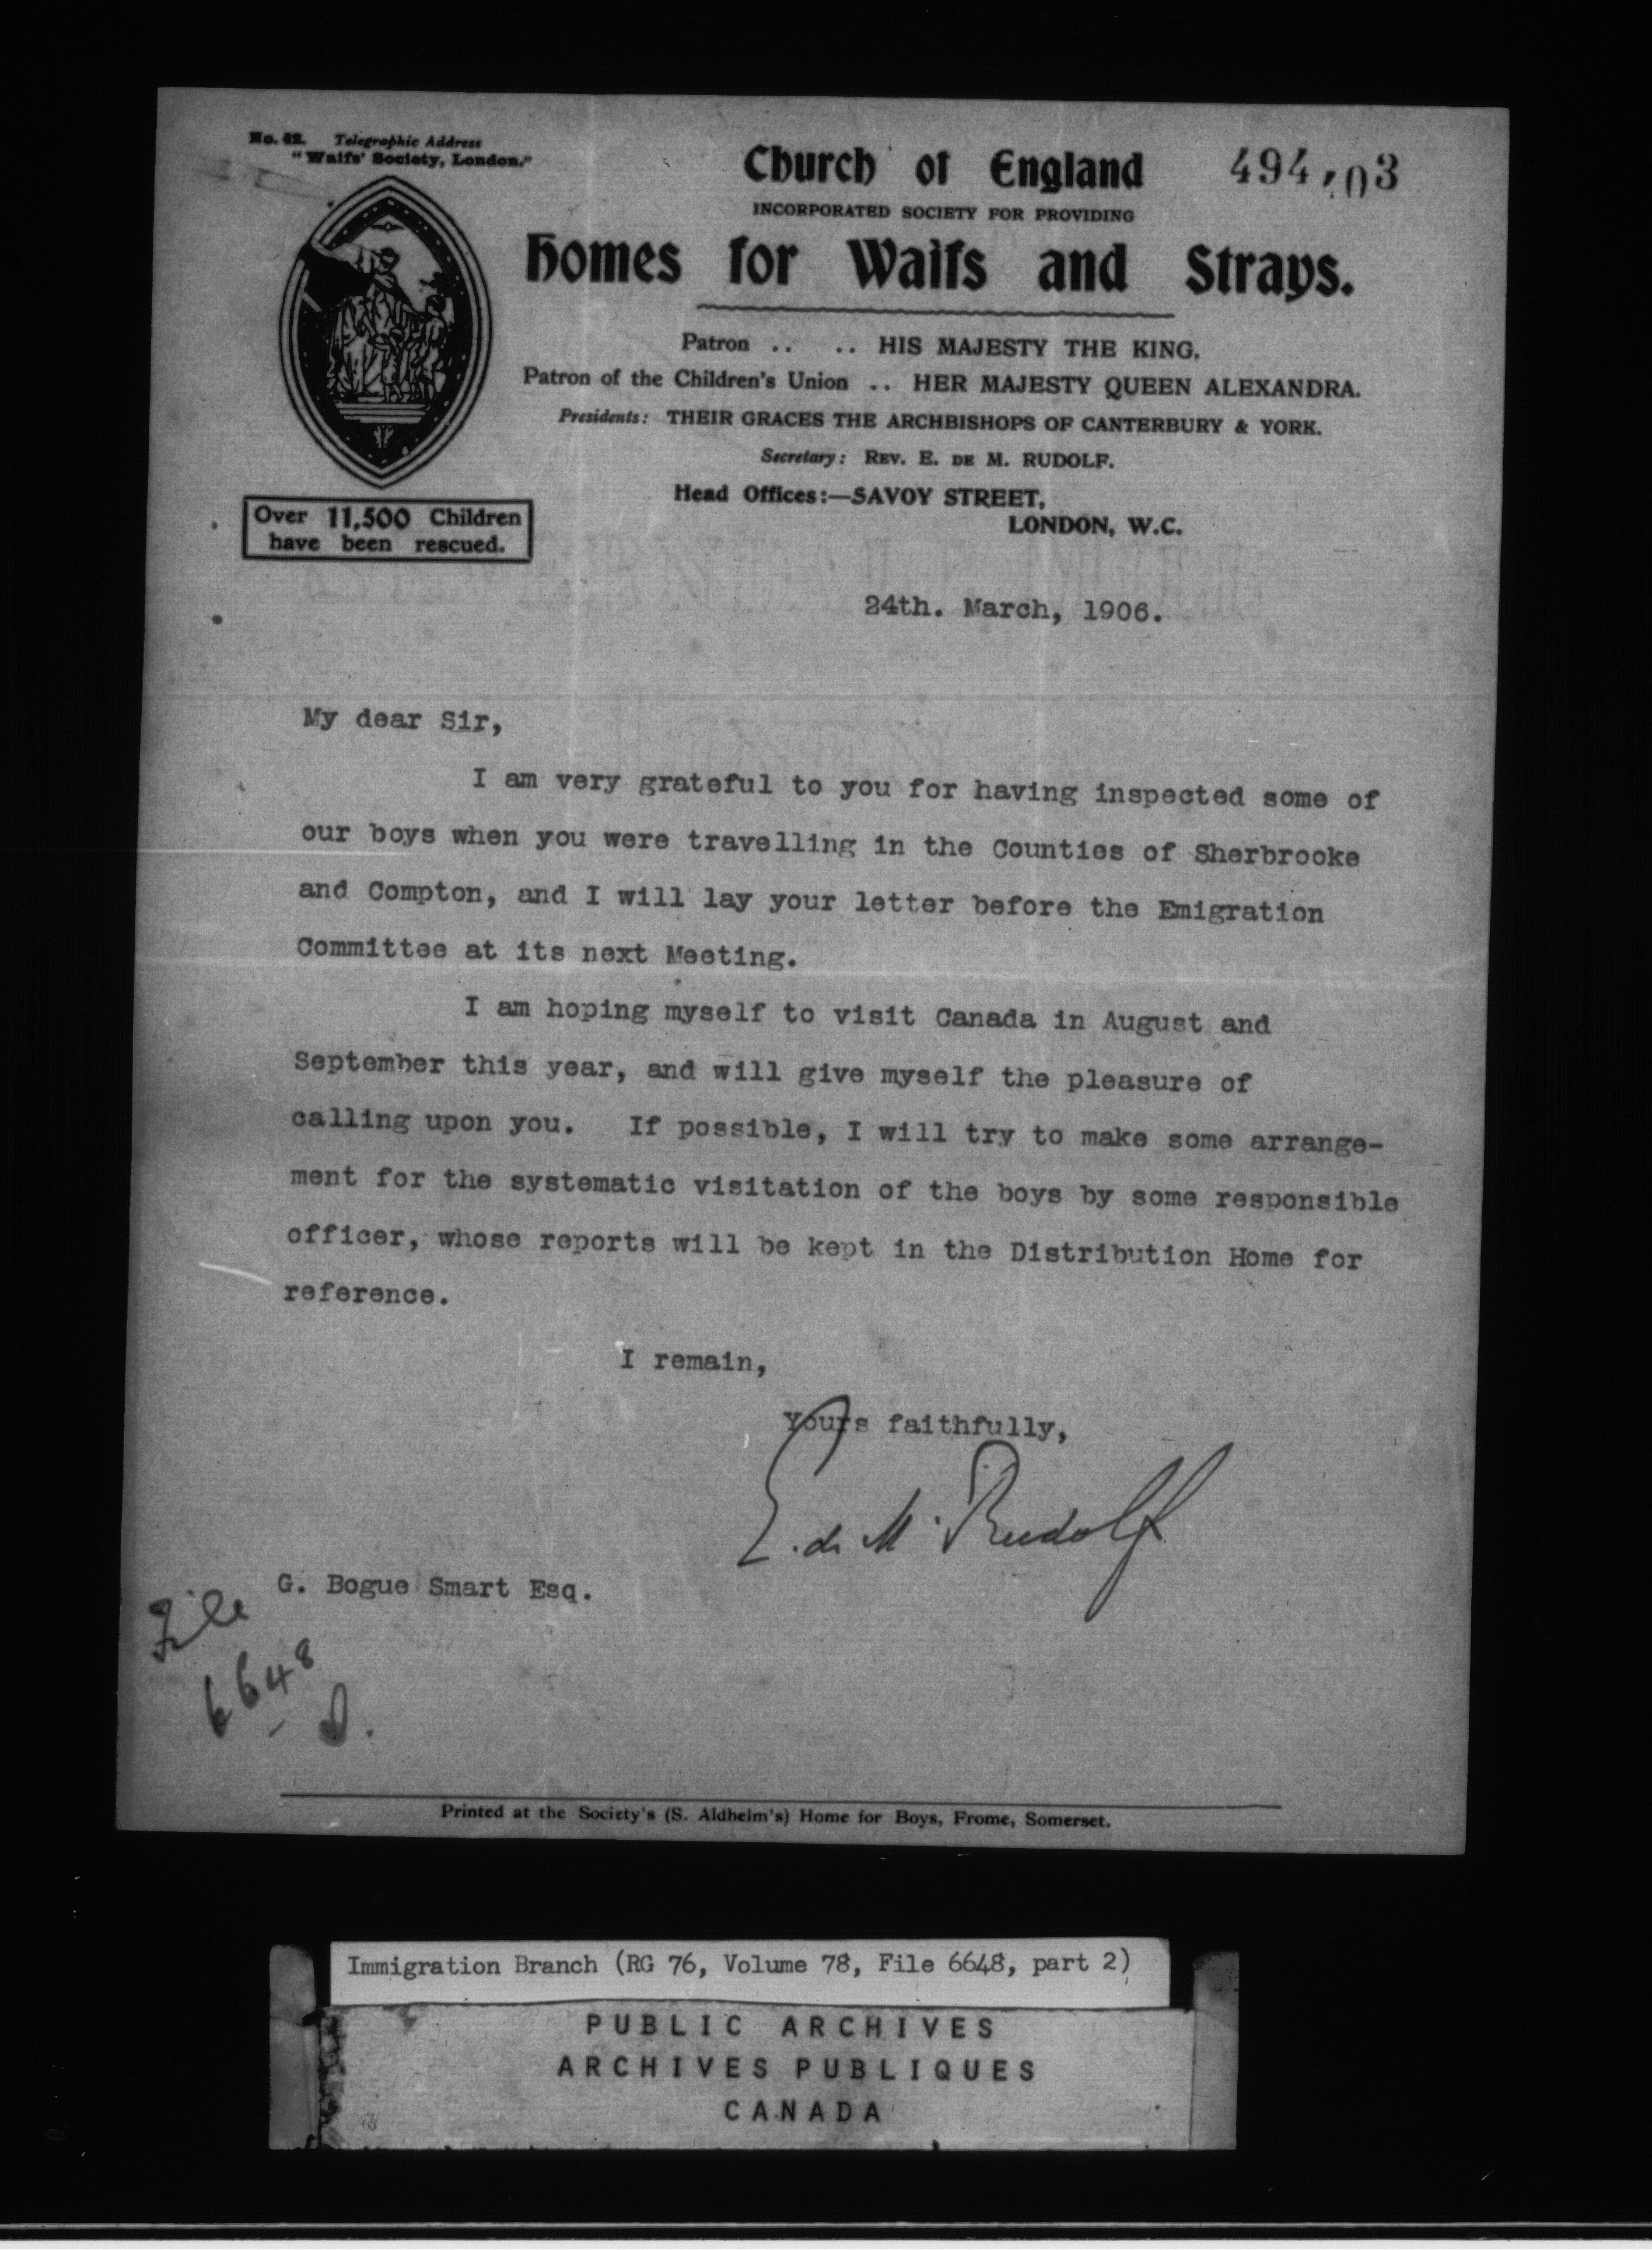 No. 42. Telegraphic Address
"Waifs' Society, London."
Church of England
INCORPORATED SOCIETY FOR PROVIDING
Homes for Waifs and Strays.
Patron .. .. HIS MAJESTY THE KING.
Patron of the Children's Union .. HER MAJESTY QUEEN ALEXANDRA.
Presidents: THEIR GRACES THE ARCHBISHOPS OF CANTERBURY & YORK.
Secretary: REV. E. DE M. RUDOLF.
Head Offices:—SAVOY STREET,
LONDON, W.C.
Over 11,500 Children
have been rescued.
24th. March, 1906.
My dear Sir,
I am very grateful to you for having inspected some of
our boys when you were travelling in the Counties of Sherbrooke
and Compton, and I will lay your letter before the Emigration
Committee at its next Meeting.
I am hoping myself to visit Canada in August and
September this year, and will give myself the pleasure of
calling upon you. If possible, I will try to make some arrange-
ment for the systematic visitation of the boys by some responsible
officer, whose reports will be kept in the Distribution Home for
reference.
I remain,
Yours faithfully,
E. de M. Rudolf
G. Bogue Smart Esq.
File
6648
D.
Printed at the Society's (S. Aldhelm's) Home for Boys, Frome, Somerset.
Immigration Branch (RG 76, Volume 78, File 6648, part 2)
PUBLIC ARCHIVES
ARCHIVES PUBLIQUES
CANADA